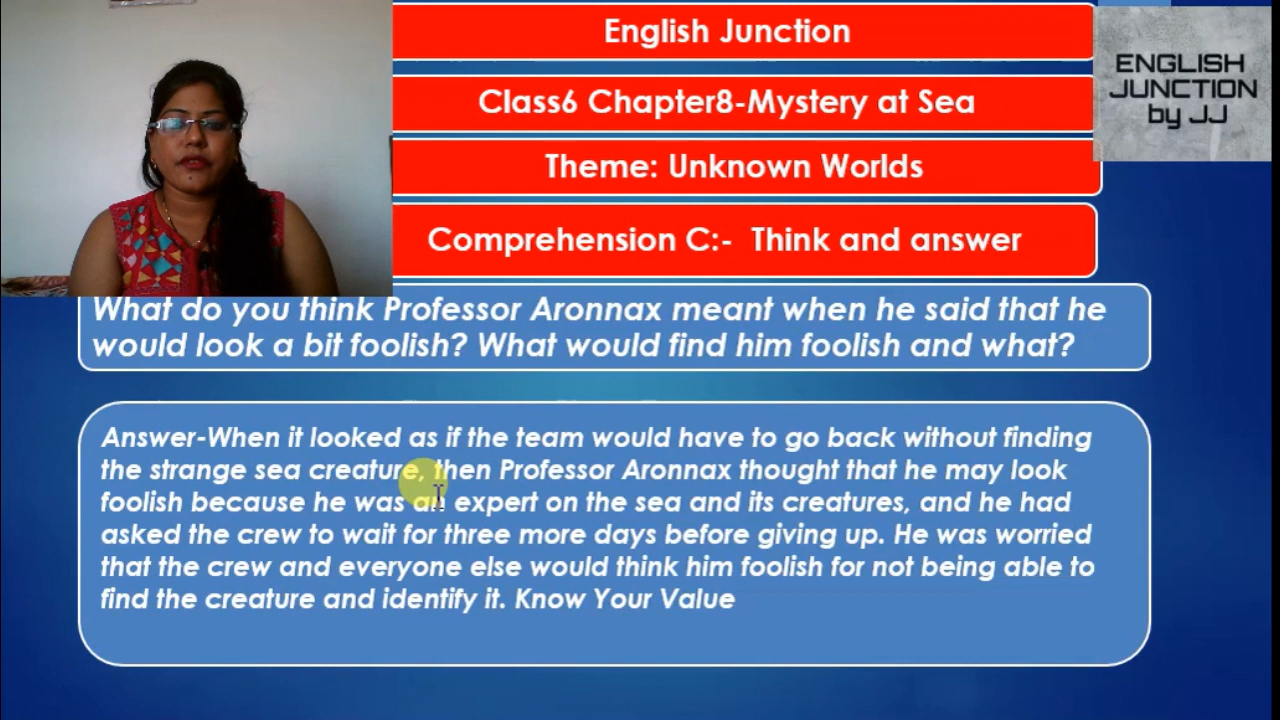 English Junction
ENGLISH
JUNCTION
by JJ
Class6 Chapter8-Mystery at Sea
Theme: Unknown Worlds
Comprehension C:- Think and answer
What do you think Professor Aronnax meant when he said that he
would look a bit foolish? What would find him foolish and what?
Answer-When it looked as if the team would have to go back without finding
the strange sea creature, then Professor Aronnax thought that he may look
foolish because he was an expert on the sea and its creatures, and he had
asked the crew to wait for three more days before giving up. He was worried
that the crew and everyone else would think him foolish for not being able to
find the creature and identify it. Know Your Value